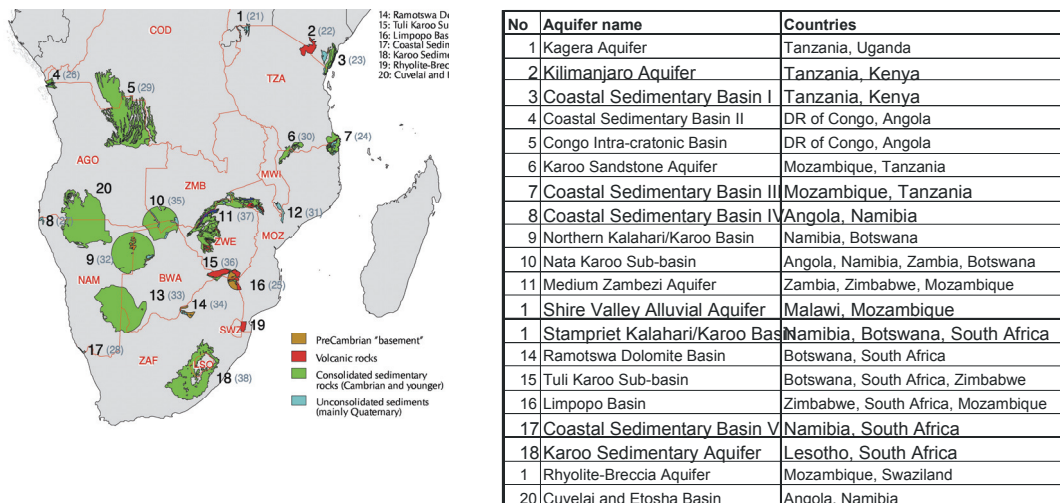 14: Ramotswa Do
15: Tuli Karoo Su
16: Limpopo Bas
17: Coastal Sedim
18: Karoo Sedimer
19: Rhyolite-Brec
20: Cuvelai and
1 (21)
COD
2 (22)
3 (23)
TZA
4 (26)
5 (29)
6 (30)
7 (24)
AGO
MWI
ZMB
20
10 (35)
12 (31)
11 (37)
8
MOZ
ZWE
9 (32)
15 (36)
BWA
NAM
16 (25)
13 (33)
14 (34)
SWZ 19
17 (28)
ZAF
LSO
18 (38)
PreCambrian "basement"
Volcanic rocks
Consolidated sedimentary
rocks (Cambrian and younger)
Unconsolidated sediments
(mainly Quaternary)
No Aquifer name Countries
1 Kagera Aquifer Tanzania, Uganda
2 Kilimanjaro Aquifer Tanzania, Kenya
3 Coastal Sedimentary Basin I Tanzania, Kenya
4 Coastal Sedimentary Basin II DR of Congo, Angola
5 Congo Intra-cratonic Basin DR of Congo, Angola
6 Karoo Sandstone Aquifer Mozambique, Tanzania
7 Coastal Sedimentary Basin III Mozambique, Tanzania
8 Coastal Sedimentary Basin IV Angola, Namibia
9 Northern Kalahari/Karoo Basin Namibia, Botswana
10 Nata Karoo Sub-basin Angola, Namibia, Zambia, Botswana
11 Medium Zambezi Aquifer Zambia, Zimbabwe, Mozambique
1 Shire Valley Alluvial Aquifer Malawi, Mozambique
1 Stampriet Kalahari/Karoo Basin Namibia, Botswana, South Africa
14 Ramotswa Dolomite Basin Botswana, South Africa
15 Tuli Karoo Sub-basin Botswana, South Africa, Zimbabwe
16 Limpopo Basin Zimbabwe, South Africa, Mozambique
17 Coastal Sedimentary Basin V Namibia, South Africa
18 Karoo Sedimentary Aquifer Lesotho, South Africa
1 Rhyolite-Breccia Aquifer Mozambique, Swaziland
20 Cuvelai and Etosha Basin Angola, Namibia